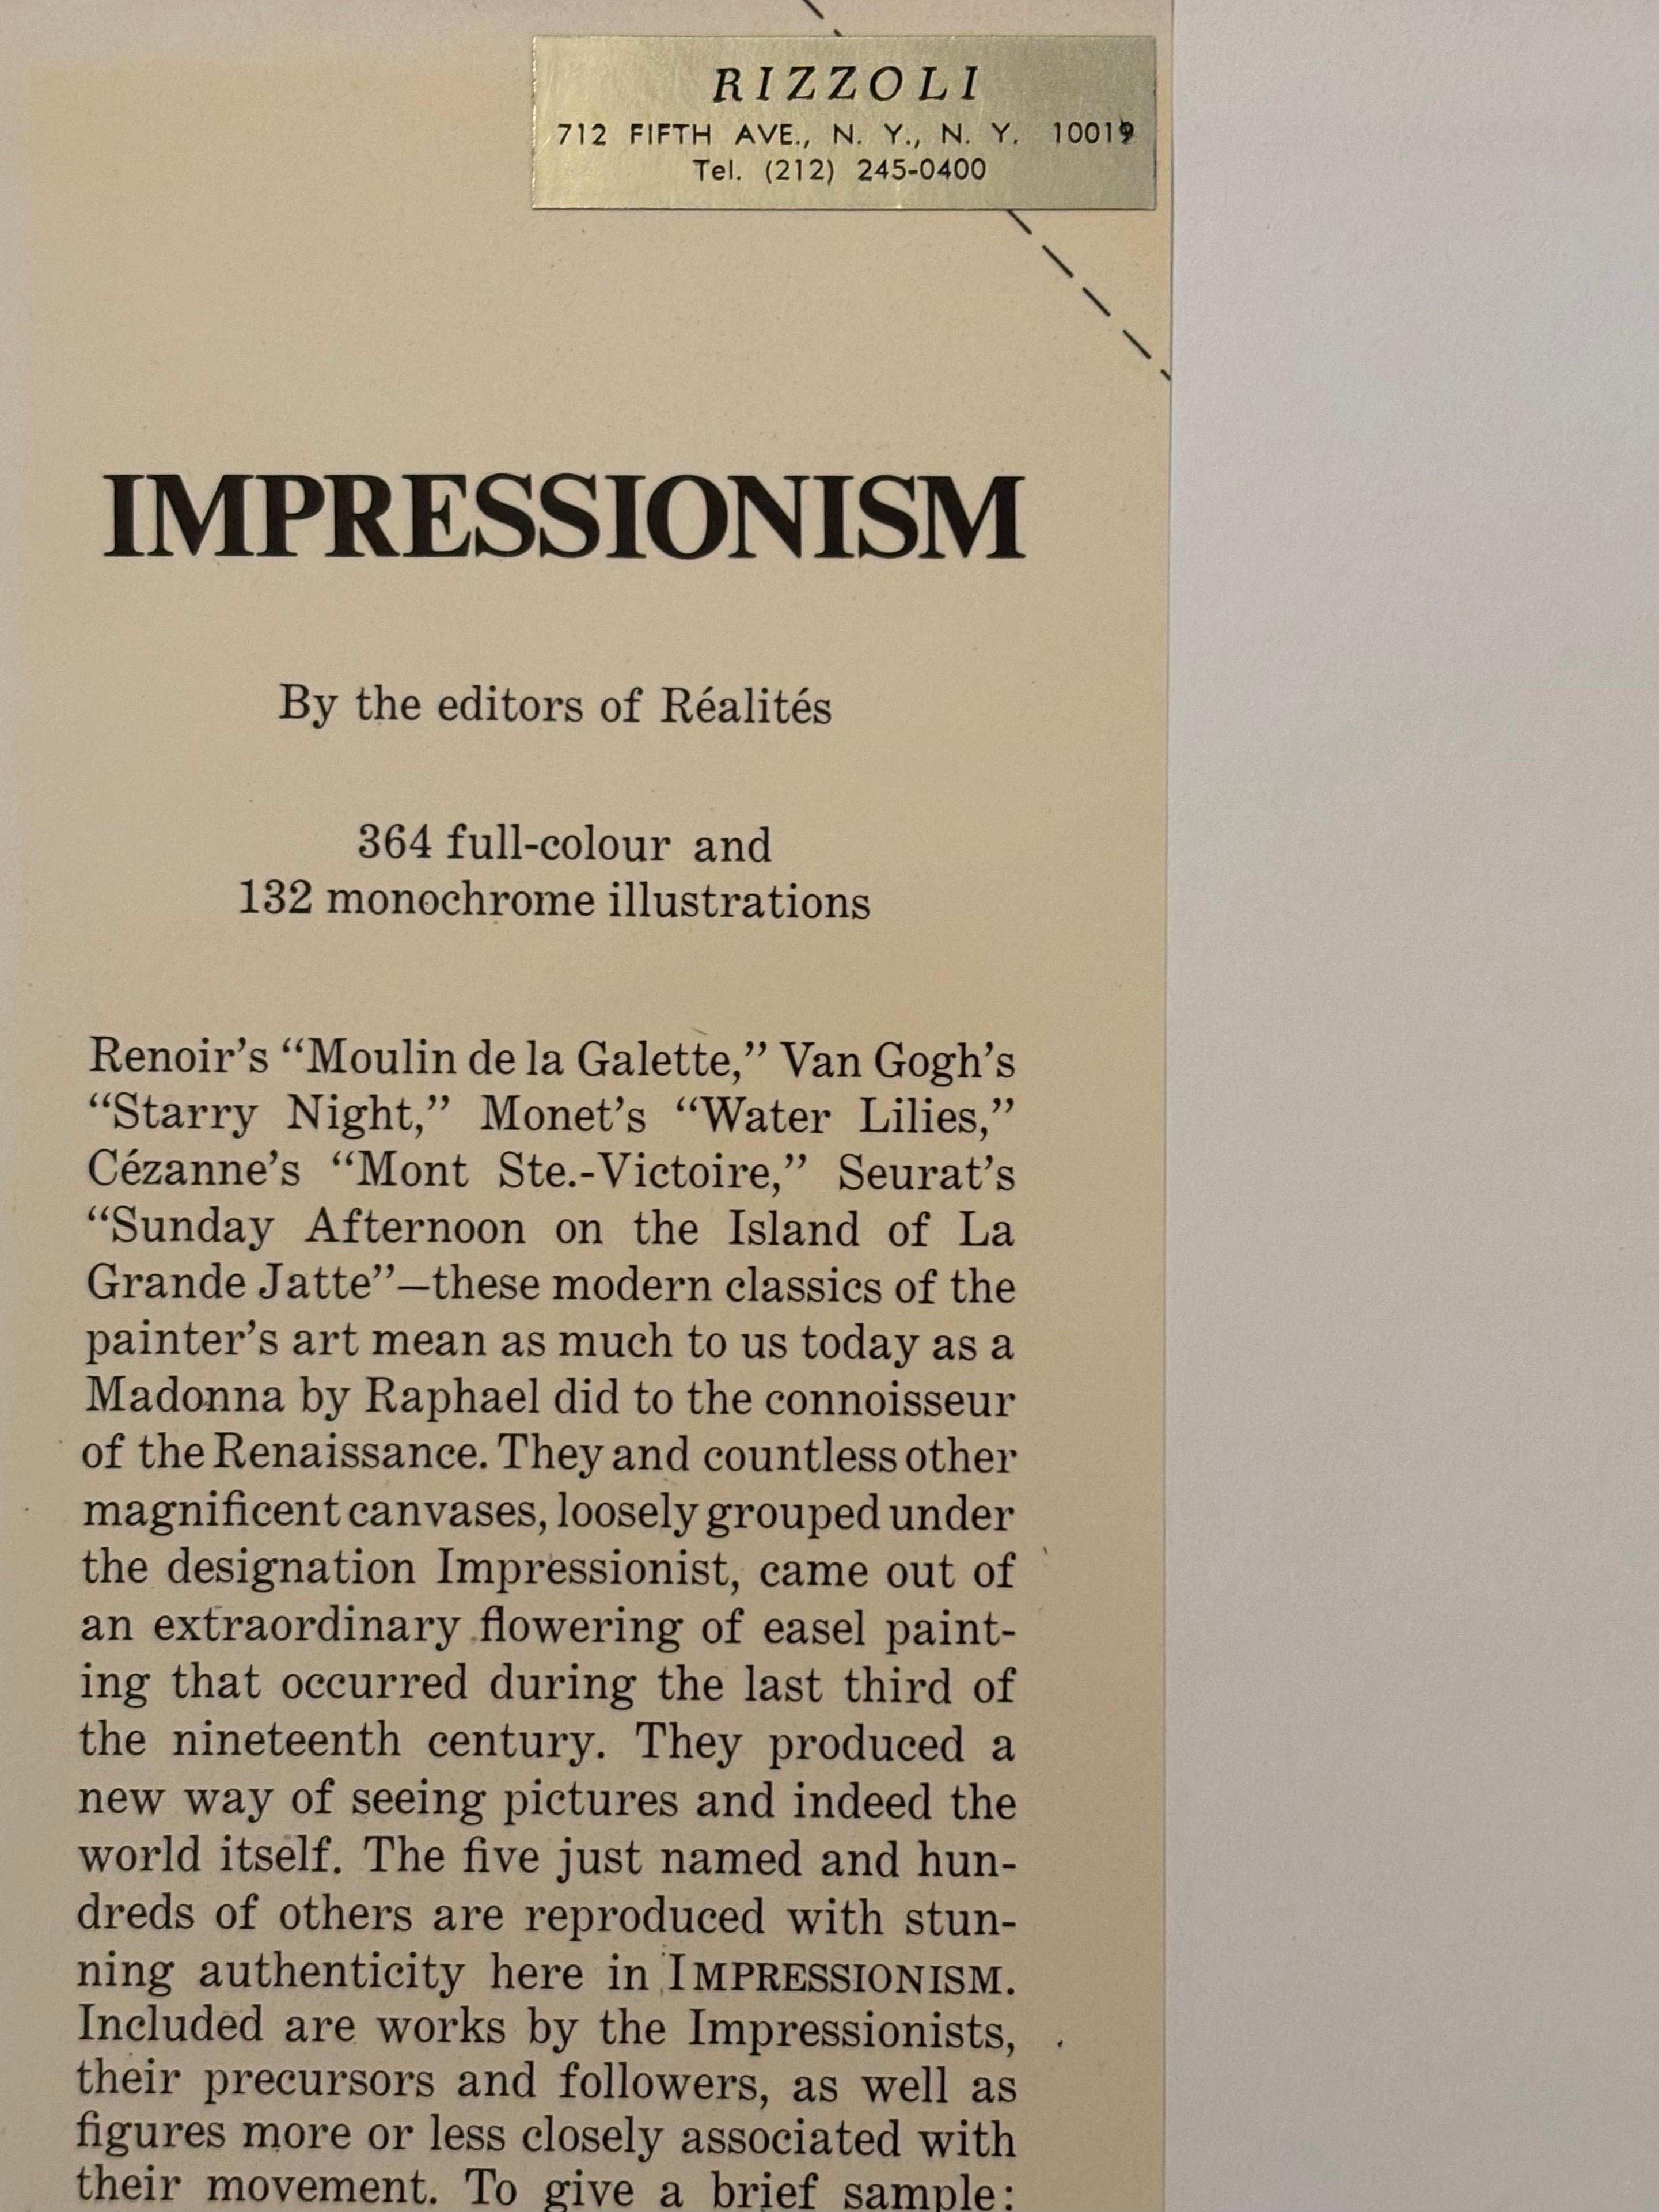 RIZZOLI
712 FIFTH AVE., N. Y., N. Y. 10019
Tel. (212) 245-0400
IMPRESSIONISM
By the editors of Réalités
364 full-colour and
132 monochrome illustrations
Renoir’s “Moulin de la Galette,” Van Gogh’s
“Starry Night,” Monet’s “Water Lilies,”
Cézanne’s “Mont Ste.-Victoire,” Seurat’s
“Sunday Afternoon on the Island of La
Grande Jatte”—these modern classics of the
painter’s art mean as much to us today as a
Madonna by Raphael did to the connoisseur
of the Renaissance. They and countless other
magnificent canvases, loosely grouped under
the designation Impressionist, came out of
an extraordinary flowering of easel paint-
ing that occurred during the last third of
the nineteenth century. They produced a
new way of seeing pictures and indeed the
world itself. The five just named and hun-
dreds of others are reproduced with stun-
ning authenticity here in IMPRESSIONISM.
Included are works by the Impressionists,
their precursors and followers, as well as
figures more or less closely associated with
their movement. To give a brief sample: